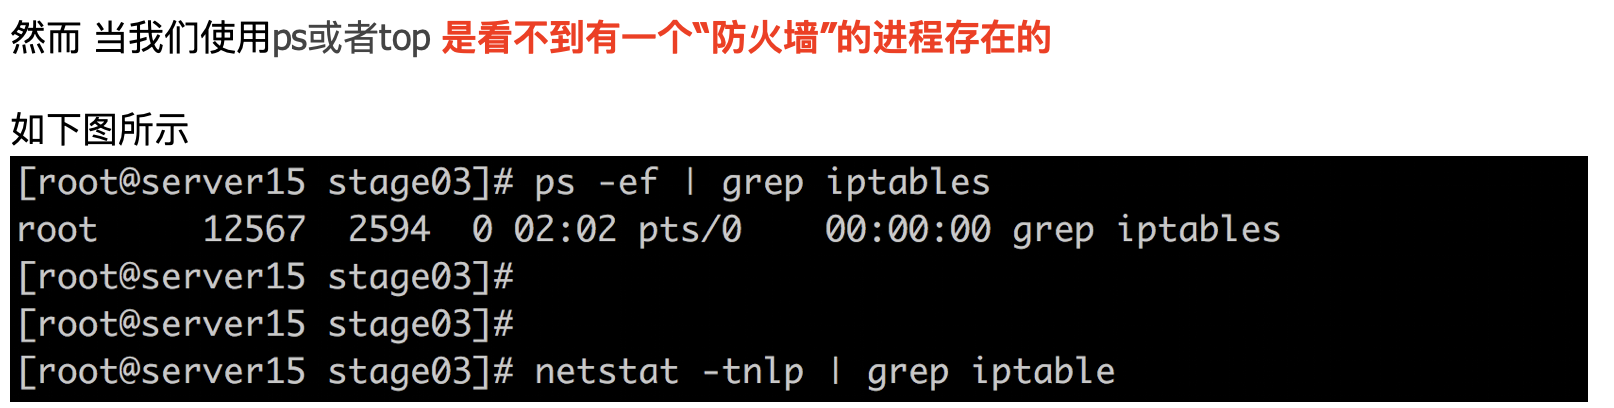 然而 当我们使用ps或者top 是看不到有一个“防火墙”的进程存在的
如下图所示
[root@server15 stage03]# ps -ef | grep iptables
root     12567  2594  0 02:02 pts/0    00:00:00 grep iptables
[root@server15 stage03]#
[root@server15 stage03]#
[root@server15 stage03]# netstat -tnlp | grep iptable